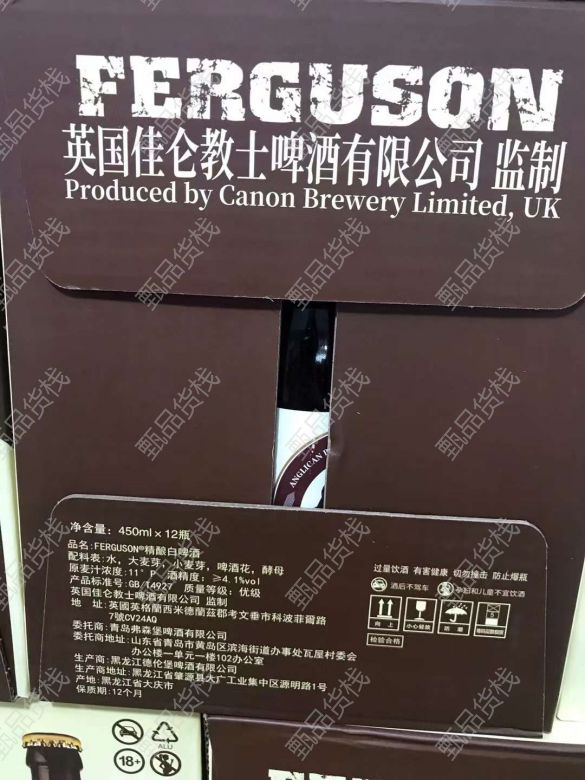 FERGUSON
英国佳仑教士啤酒有限公司 监制
Produced by Canon Brewery Limited, UK
ANGLICAN
净含量：450ml×12瓶
品名：FERGUSON®精酿白啤酒
配料表：水，大麦芽，小麦芽，啤酒花，酵母
原麦汁浓度：11°P 酒精度：≥4.1%vol
产品标准号：GB/T4927 质量等级：优级
英国佳仑教士啤酒有限公司 监制
地 址：英國英格蘭西米德蘭茲郡考文垂市科波菲爾路
7號CV24AQ
委托商：青岛弗森堡啤酒有限公司
委托商地址：山东省青岛市黄岛区滨海街道办事处瓦屋村委会
办公楼一单元一楼102办公室
生产商：黑龙江德伦堡啤酒有限公司
生产商地址：黑龙江省肇源县大广工业集中区源明路1号
产地：黑龙江省大庆市
保质期：12个月
过量饮酒 有害健康 切勿撞击 防止爆瓶
酒后不驾车
孕妇和儿童不宜饮酒
向上
小心轻放
检验合格
18+
ALU
甄品货栈